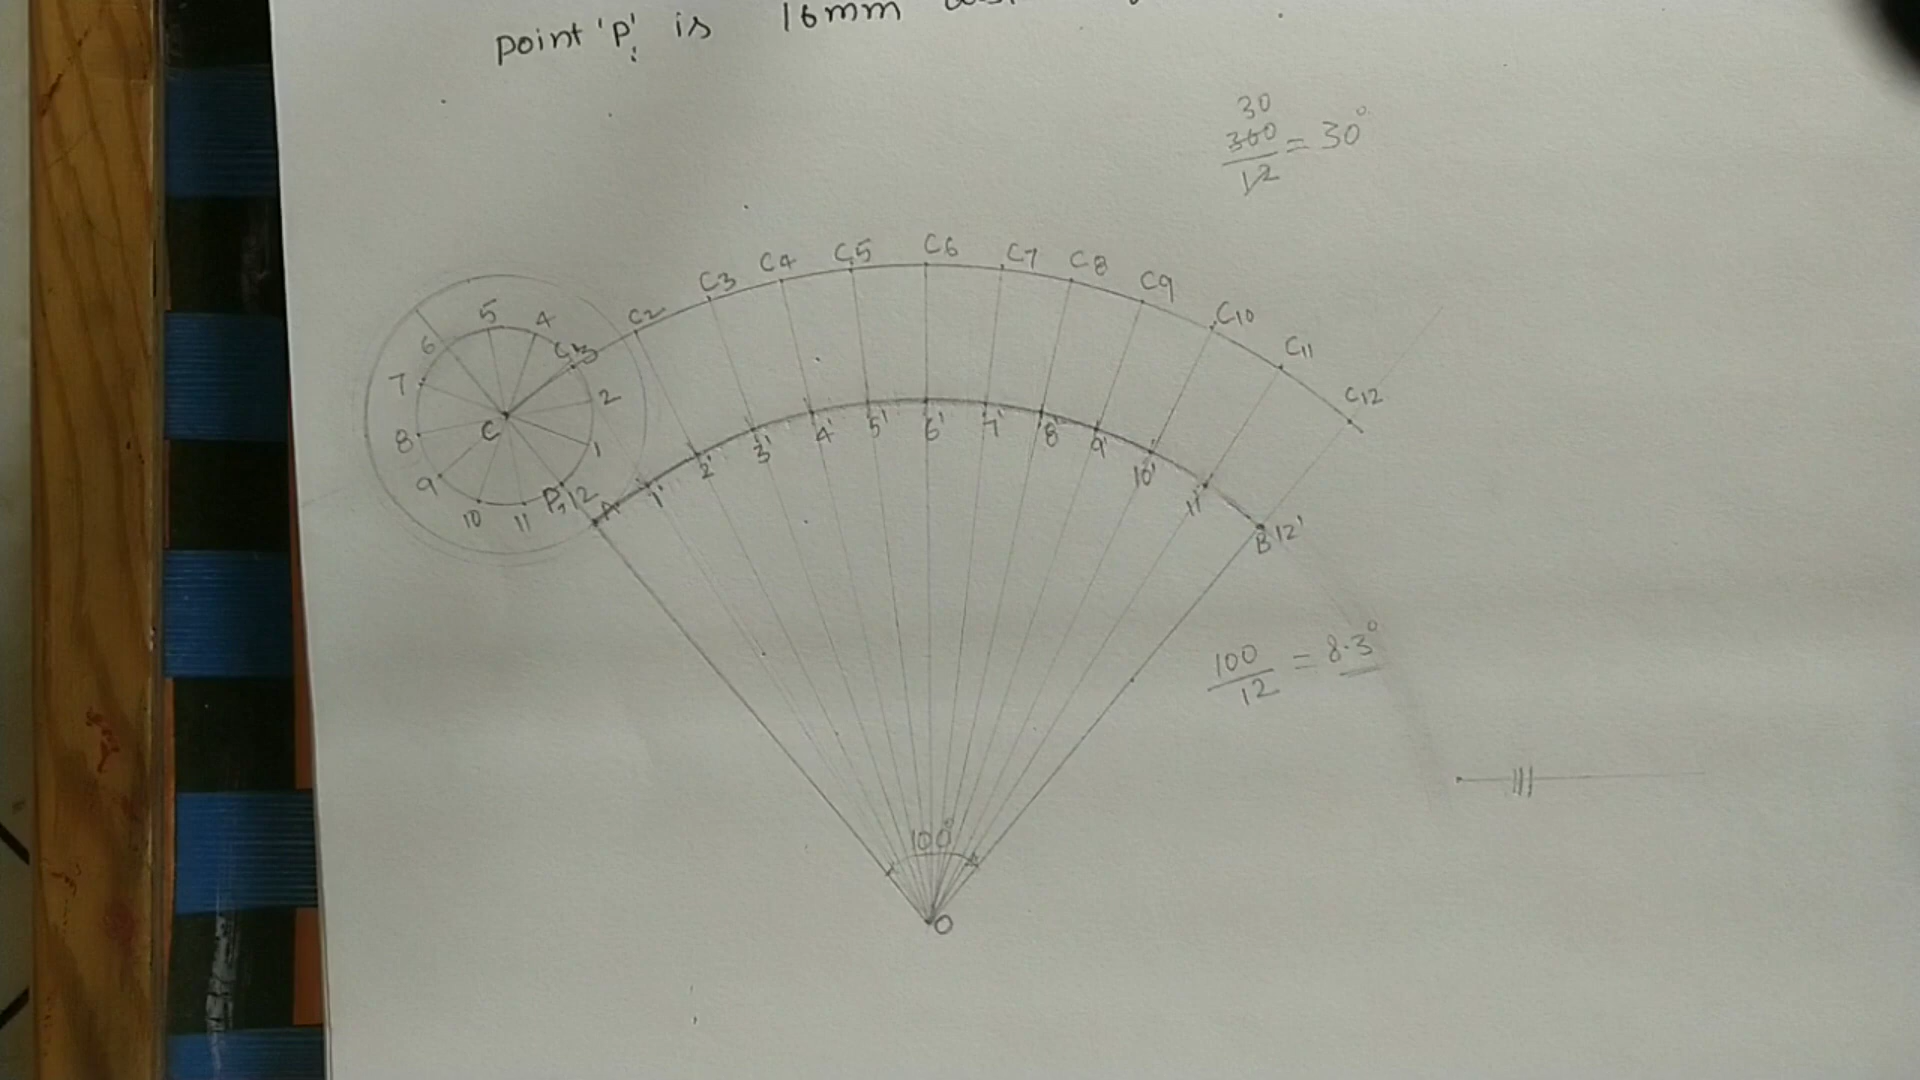 point 'p' is 16mm
30
360
12
= 30°
C2 C3 C4 C5 C6 C7 C8 C9 C10 C11 C12
5 4
6
3
7 2
C
8 1
9
10 11 P,12
A 1' 2' 3' 4' 5' 6' 7' 8' 9' 10' 11' B 12'
100
12
= 8.3°
100°
O